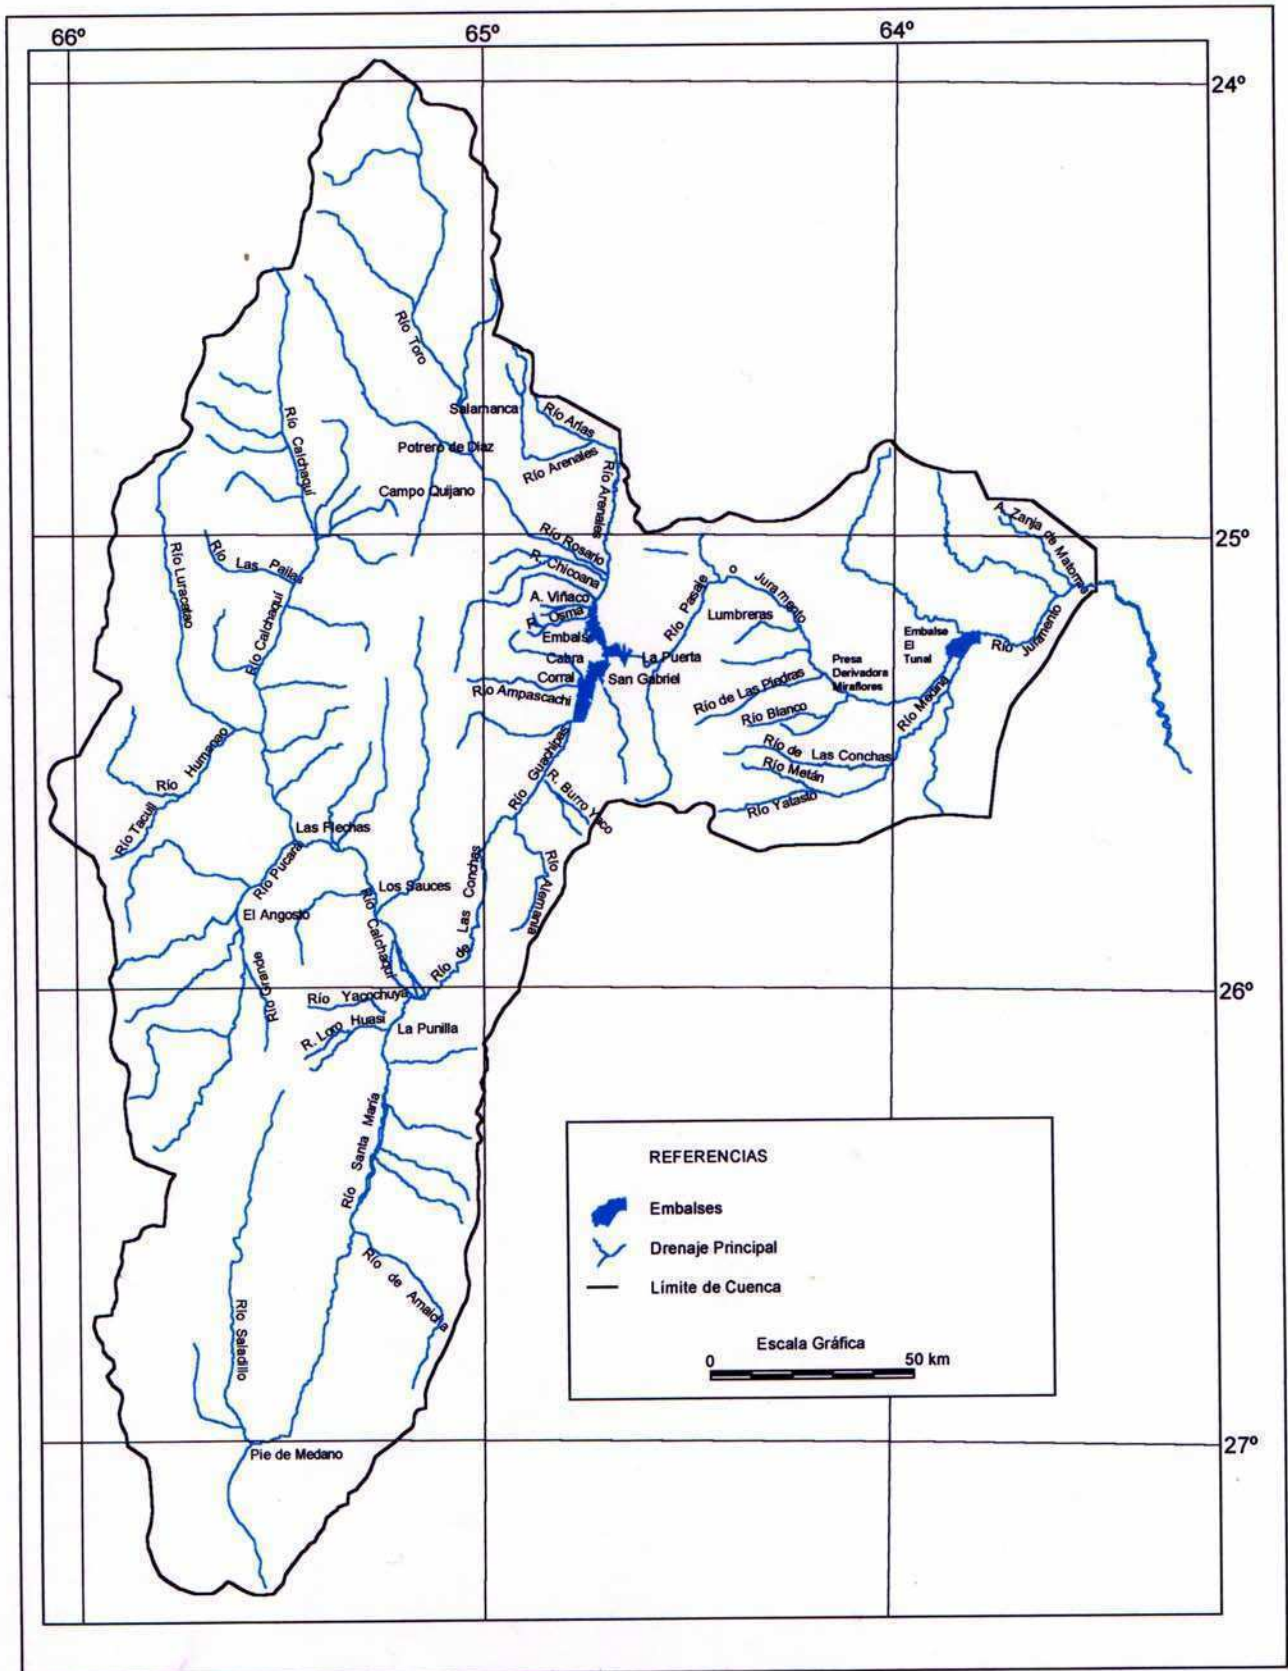 66º
65º
64º
24º
Río Toro
Salamanca
Río Arias
Río Calchaquí
Potrero de Diaz
Río Arenales
Río Arenales
Campo Quijano
A. Zanja de Matorras
25º
Río Rosario
Río Las Pailas
R. Chicoana
Río Luracatao
Río Pasaje
o
Juramento
A. Viñaco
R. Osma
Lumbreras
Río Calchaquí
Embalse
Embalse
El
Tunal
Río Juramento
Cabra
Corral
La Puerta
San Gabriel
Presa
Derivadora
Miraflores
Río Ampascachi
Río de Las Piedras
Río Medina
Río Blanco
Río Humanao
Río Guachipas
Río de Las Conchas
Río Metán
R. Burro Yaco
Río Yatasto
Río Tacuil
Las Flechas
Río Pucará
Río Alemania
Los Sauces
Río de Las Conchas
El Angosto
Río Calchaquí
Río Grande
26º
Río Yacochuya
R. Loro Huasi
La Punilla
Río Santa María
REFERENCIAS
Embalses
Drenaje Principal
Límite de Cuenca
Río de Amaicha
Río Saladillo
Escala Gráfica
0
50 km
27º
Pie de Medano